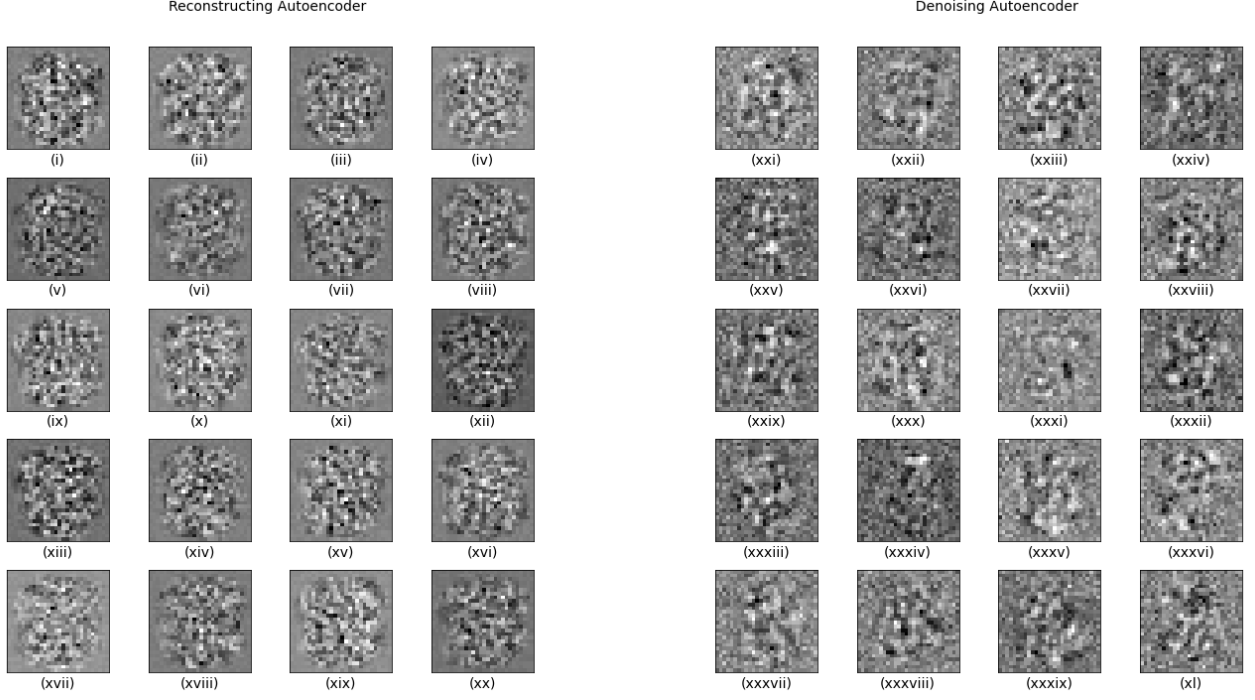 Reconstructing Autoencoder
(i) (ii) (iii) (iv)
(v) (vi) (vii) (viii)
(ix) (x) (xi) (xii)
(xiii) (xiv) (xv) (xvi)
(xvii) (xviii) (xix) (xx)
Denoising Autoencoder
(xxi) (xxii) (xxiii) (xxiv)
(xxv) (xxvi) (xxvii) (xxviii)
(xxix) (xxx) (xxxi) (xxxii)
(xxxiii) (xxxiv) (xxxv) (xxxvi)
(xxxvii) (xxxviii) (xxxix) (xl)